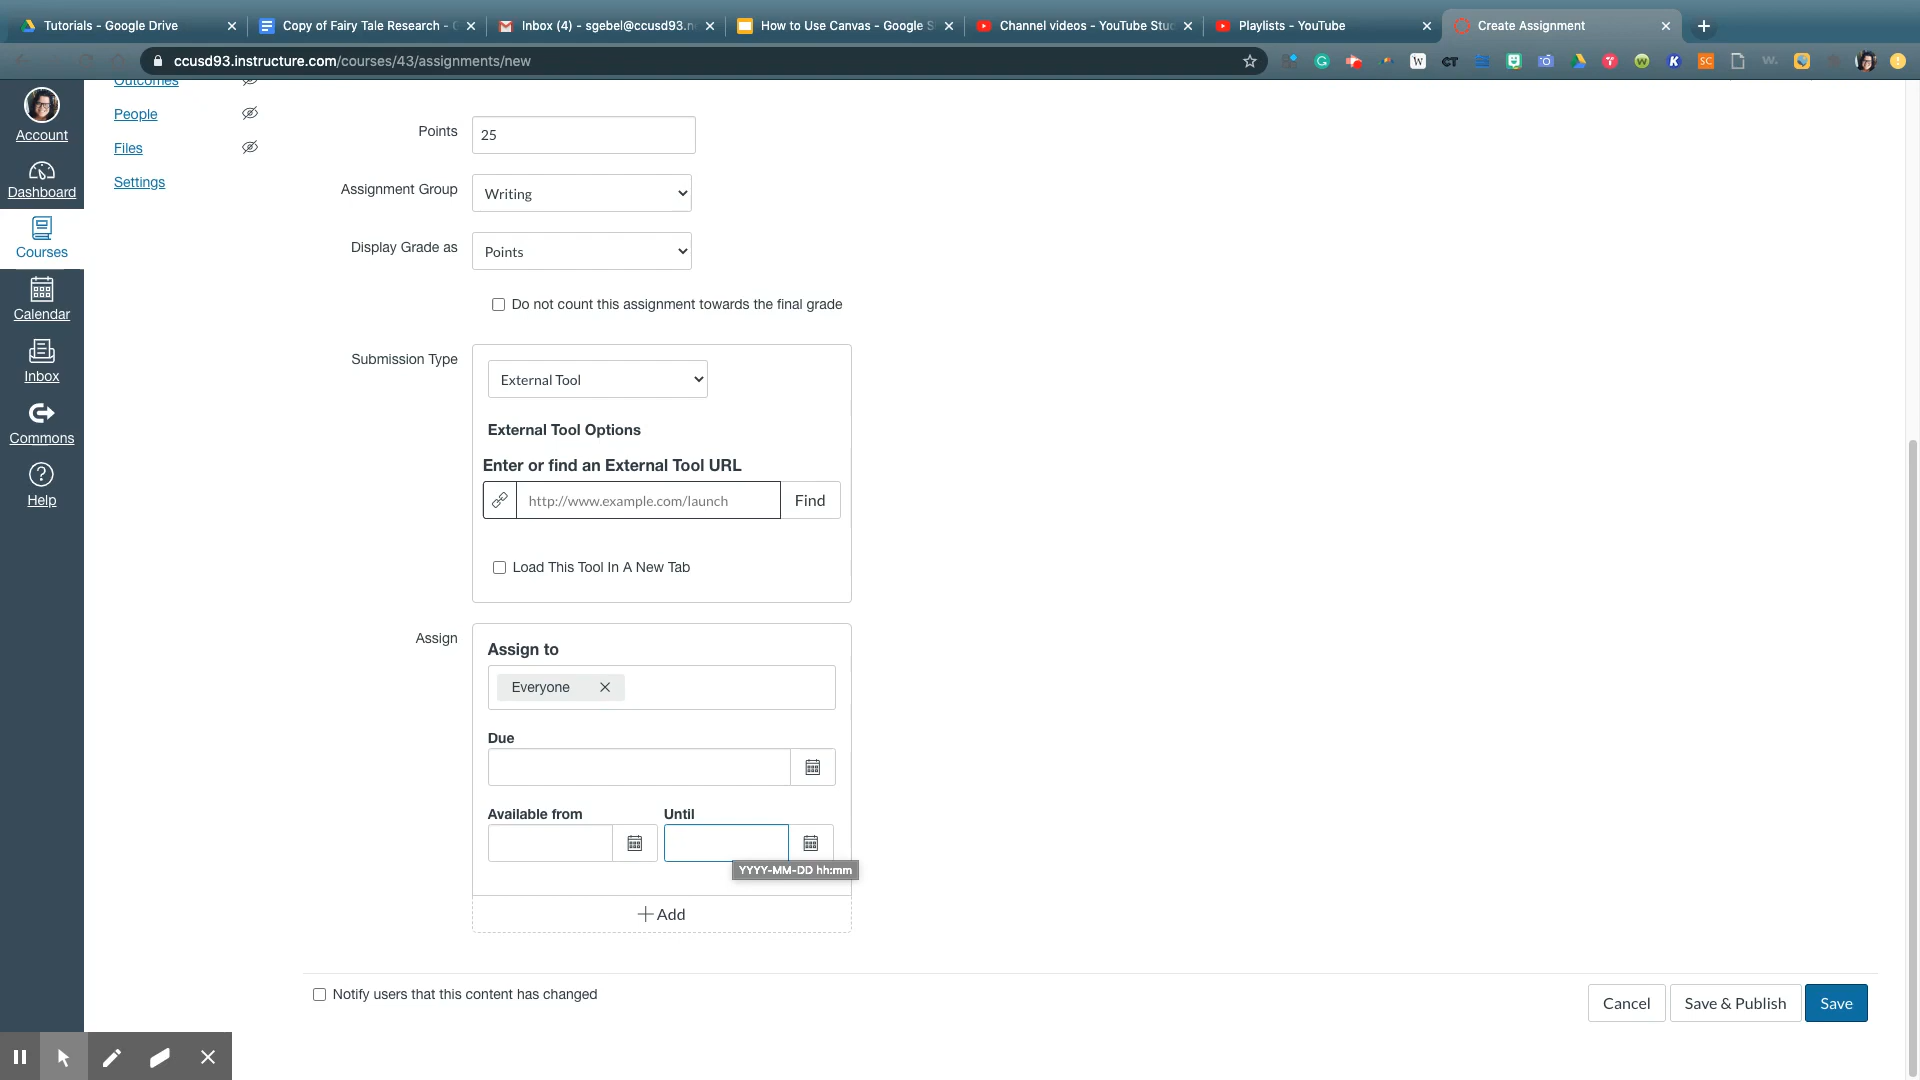 Tutorials - Google Drive
Copy of Fairy Tale Research -
Inbox (4) - sgebel@ccusd93.n
How to Use Canvas - Google S
Channel videos - YouTube Stud
Playlists - YouTube
Create Assignment
ccusd93.instructure.com/courses/43/assignments/new
Account
Dashboard
Courses
Calendar
Inbox
Commons
Help
Outcomes
People
Files
Settings
Points
25
Assignment Group
Writing
Display Grade as
Points
Do not count this assignment towards the final grade
Submission Type
External Tool
External Tool Options
Enter or find an External Tool URL
http://www.example.com/launch
Find
Load This Tool In A New Tab
Assign
Assign to
Everyone
Due
Available from
Until
YYYY-MM-DD hh:mm
Add
Notify users that this content has changed
Cancel
Save & Publish
Save